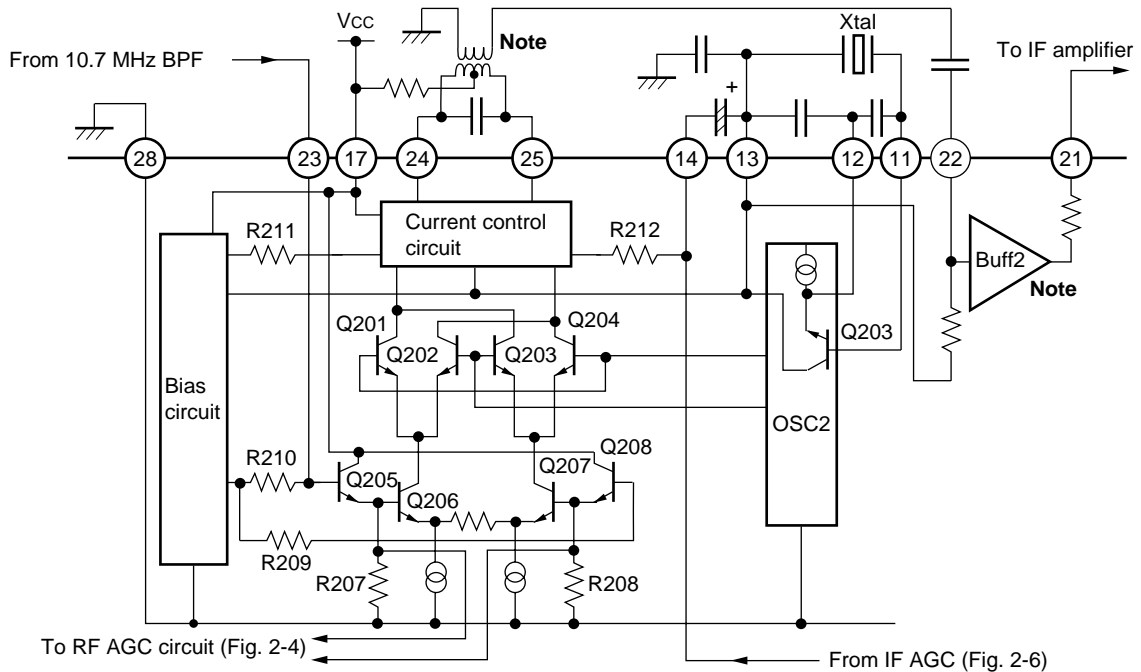 Vcc
Note
Xtal
From 10.7 MHz BPF
To IF amplifier
+
28
23
17
24
25
14
13
12
11
22
21
R211
Current control
circuit
R212
Buff2
Note
Q201
Q204
Q202
Q203
Q203
Bias
circuit
OSC2
R210
Q208
Q205
Q207
Q206
R209
R207
R208
To RF AGC circuit (Fig. 2-4)
From IF AGC (Fig. 2-6)